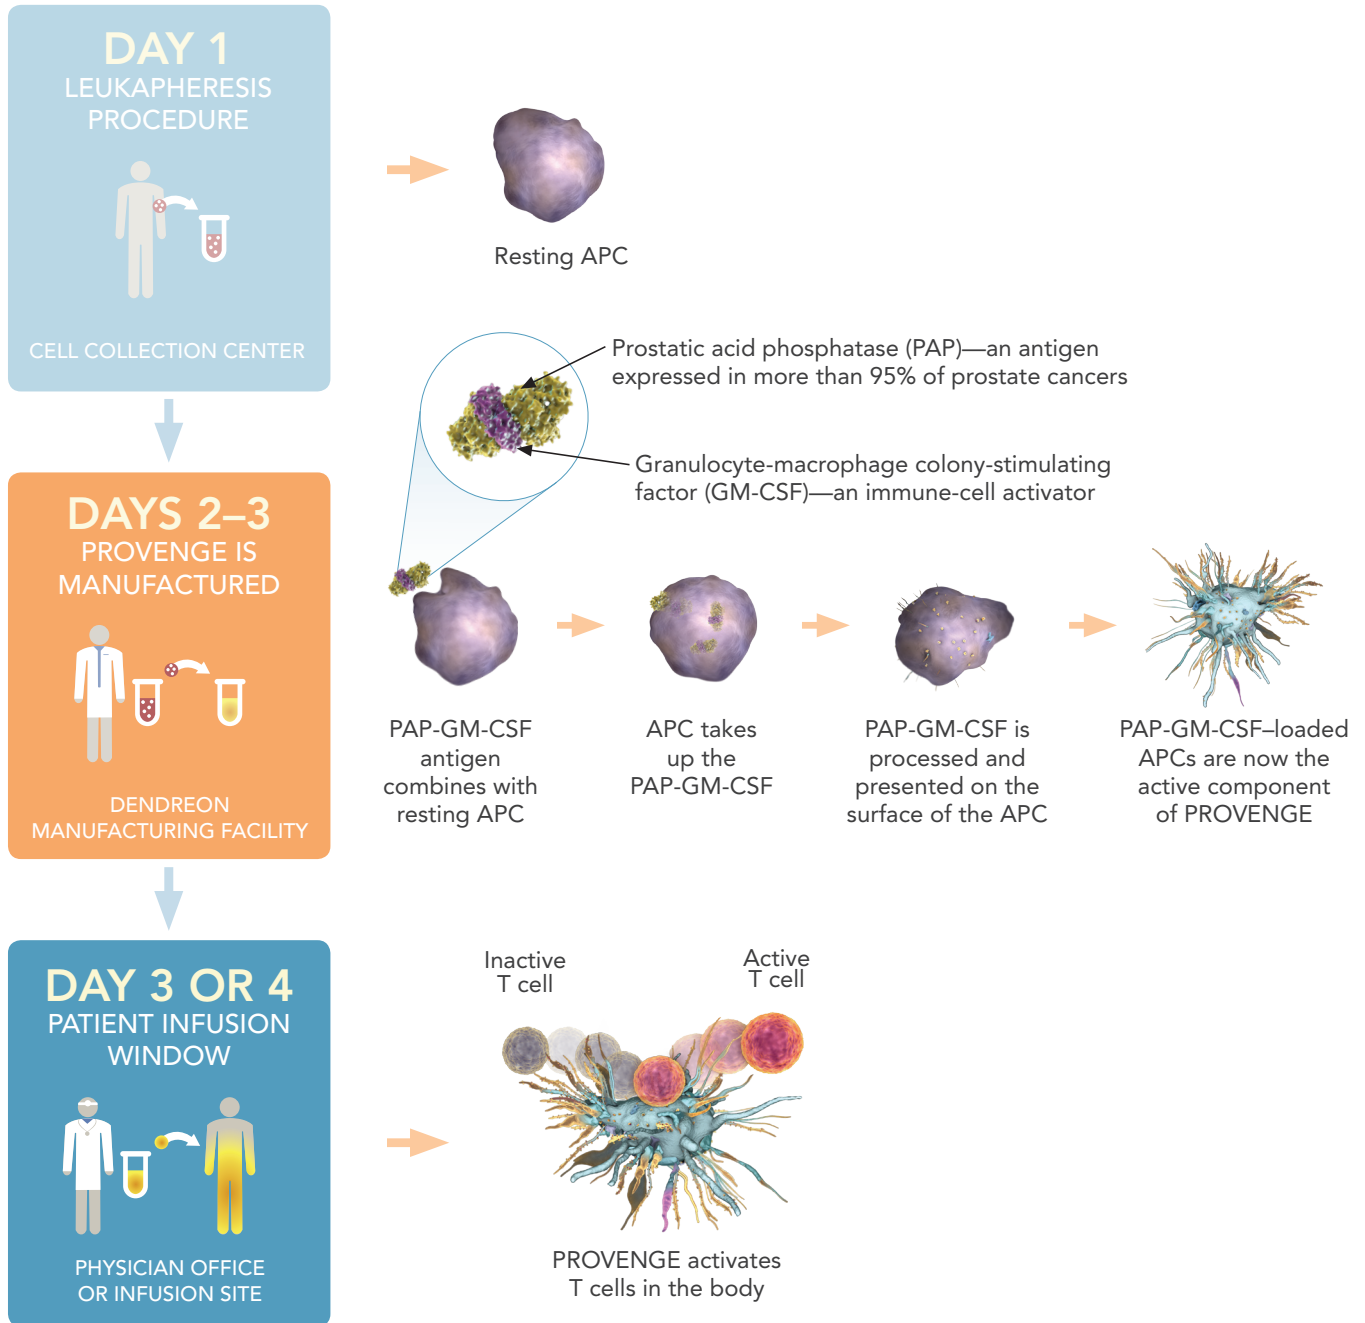 DAY 1
LEUKAPHERESIS
PROCEDURE
CELL COLLECTION CENTER
Resting APC
Prostatic acid phosphatase (PAP)—an antigen
expressed in more than 95% of prostate cancers
Granulocyte-macrophage colony-stimulating
factor (GM-CSF)—an immune-cell activator
DAYS 2–3
PROVENGE IS
MANUFACTURED
DENDREON
MANUFACTURING FACILITY
PAP-GM-CSF
antigen
combines with
resting APC
APC takes
up the
PAP-GM-CSF
PAP-GM-CSF is
processed and
presented on the
surface of the APC
PAP-GM-CSF–loaded
APCs are now the
active component
of PROVENGE
DAY 3 OR 4
PATIENT INFUSION
WINDOW
PHYSICIAN OFFICE
OR INFUSION SITE
Inactive
T cell
Active
T cell
PROVENGE activates
T cells in the body